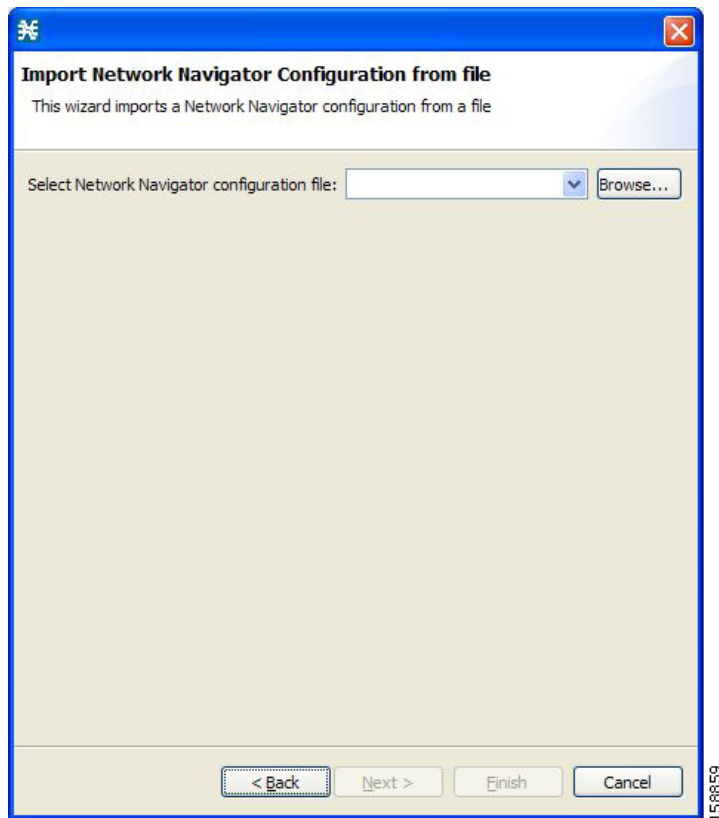 Import Network Navigator Configuration from file
This wizard imports a Network Navigator configuration from a file
Select Network Navigator configuration file:
Browse...
< Back
Next >
Finish
Cancel
158859